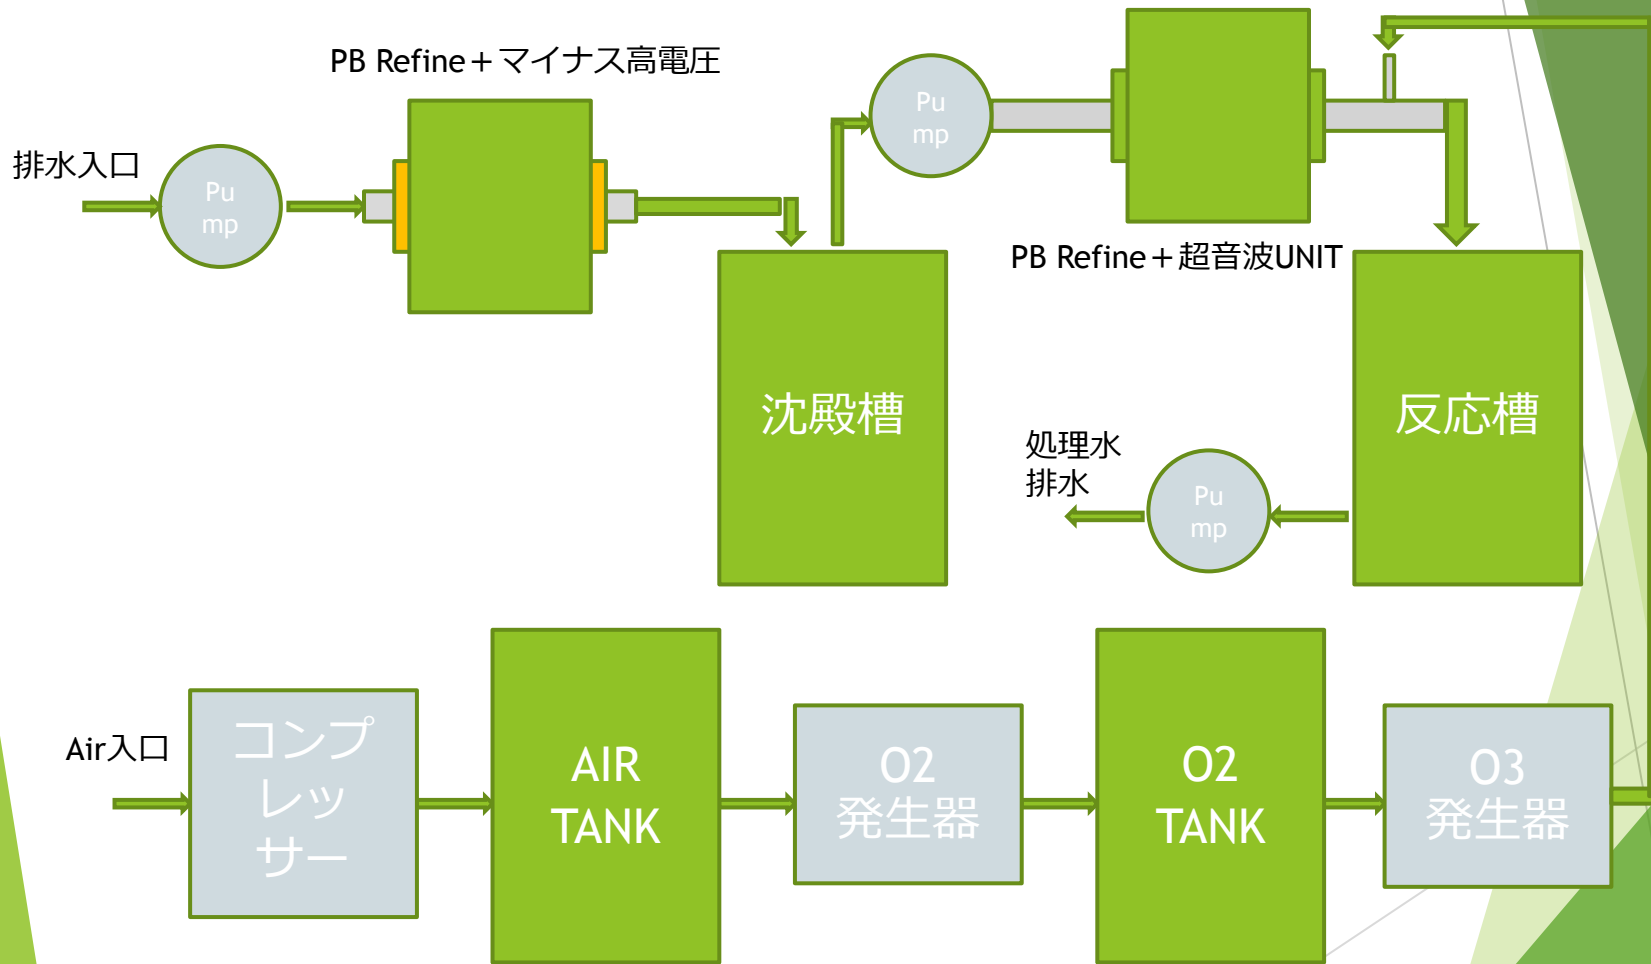 PB Refine＋マイナス高電圧
排水入口
Pu
mp
Pu
mp
PB Refine＋超音波UNIT
沈殿槽
反応槽
処理水
排水
Pu
mp
Air入口
コンプ
レッ
サー
AIR
TANK
O2
発生器
O2
TANK
O3
発生器